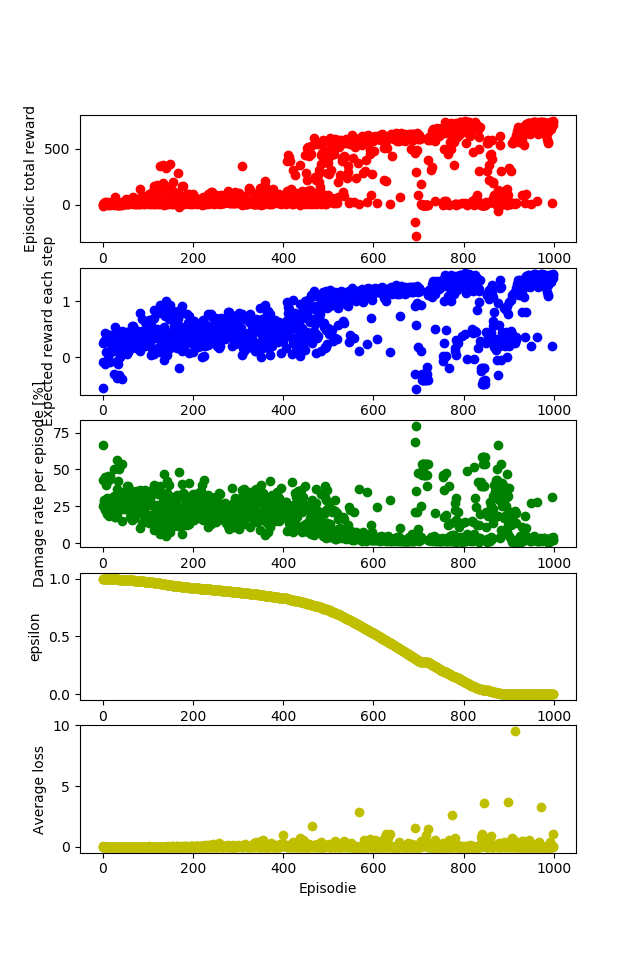 Episodic total reward
500
0
0 200 400 600 800 1000
Expected reward each step
1
0
0 200 400 600 800 1000
Damage rate per episode [%]
75
50
25
0
0 200 400 600 800 1000
epsilon
1.0
0.5
0.0
0 200 400 600 800 1000
Average loss
10
5
0
0 200 400 600 800 1000
Episodie